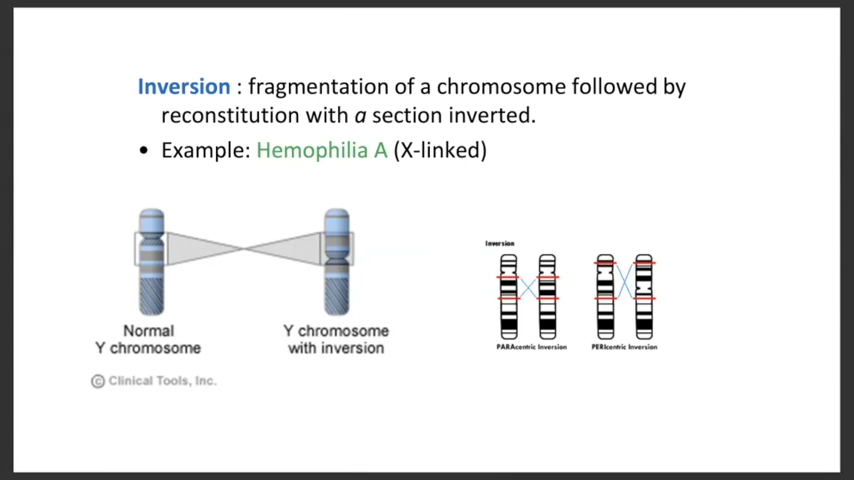 Inversion : fragmentation of a chromosome followed by
reconstitution with a section inverted.
• Example: Hemophilia A (X-linked)
Normal
Y chromosome
Y chromosome
with inversion
© Clinical Tools, Inc.
Inversion
PARAcentric Inversion
PERIcentric Inversion